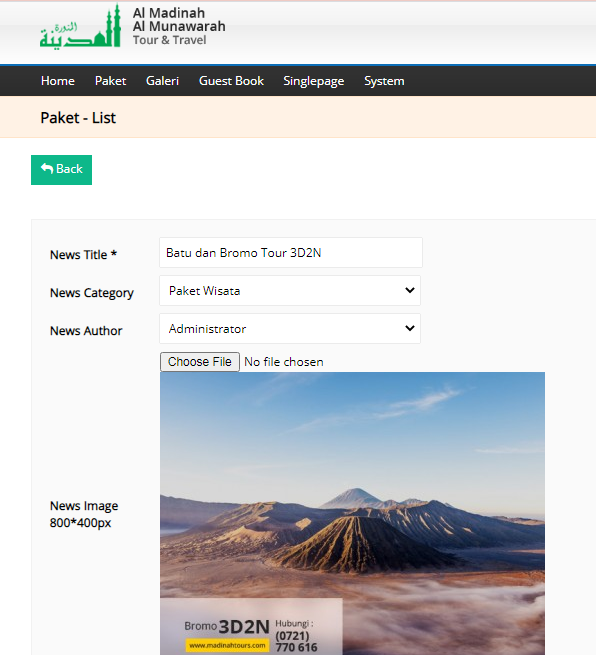 النورة
المدينة
Al Madinah
Al Munawarah
Tour & Travel
Home Paket Galeri Guest Book Singlepage System
Paket - List
Back
News Title * Batu dan Bromo Tour 3D2N
News Category Paket Wisata
News Author Administrator
Choose File No file chosen
News Image
800*400px
Bromo 3D2N
www.madinahtours.com
Hubungi :
(0721)
770 616